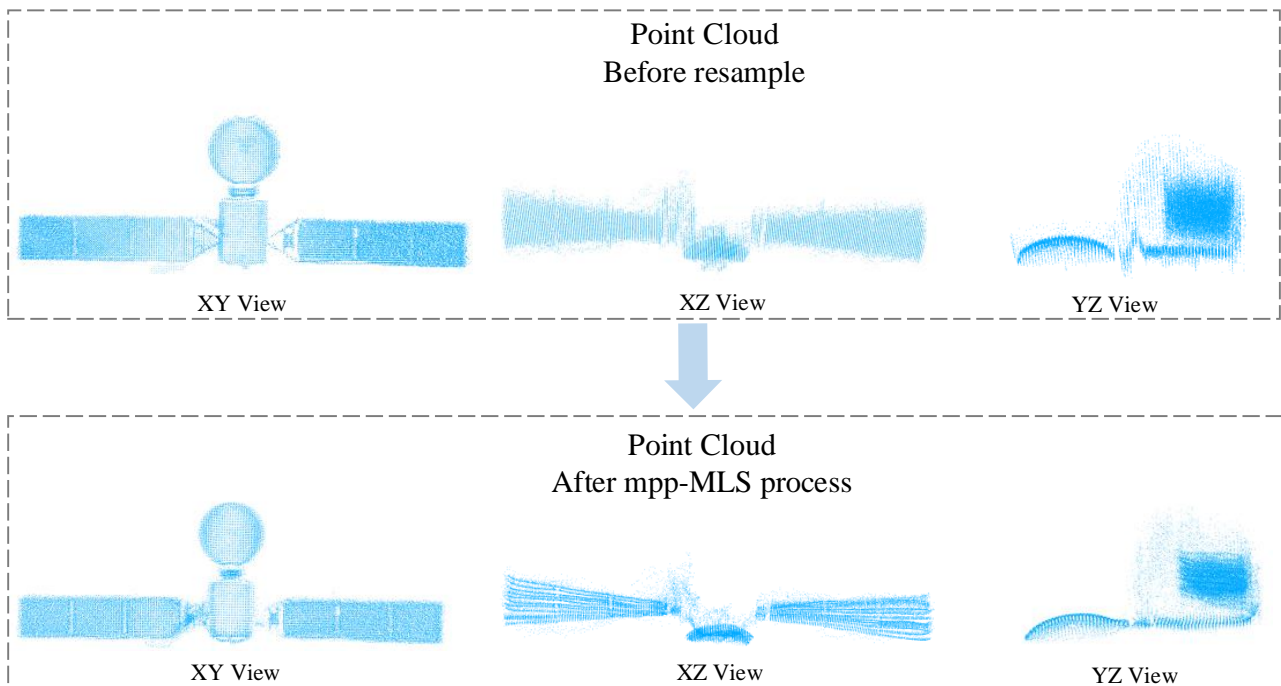 Point Cloud
Before resample
XY View
XZ View
YZ View
Point Cloud
After mpp-MLS process
XY View
XZ View
YZ View